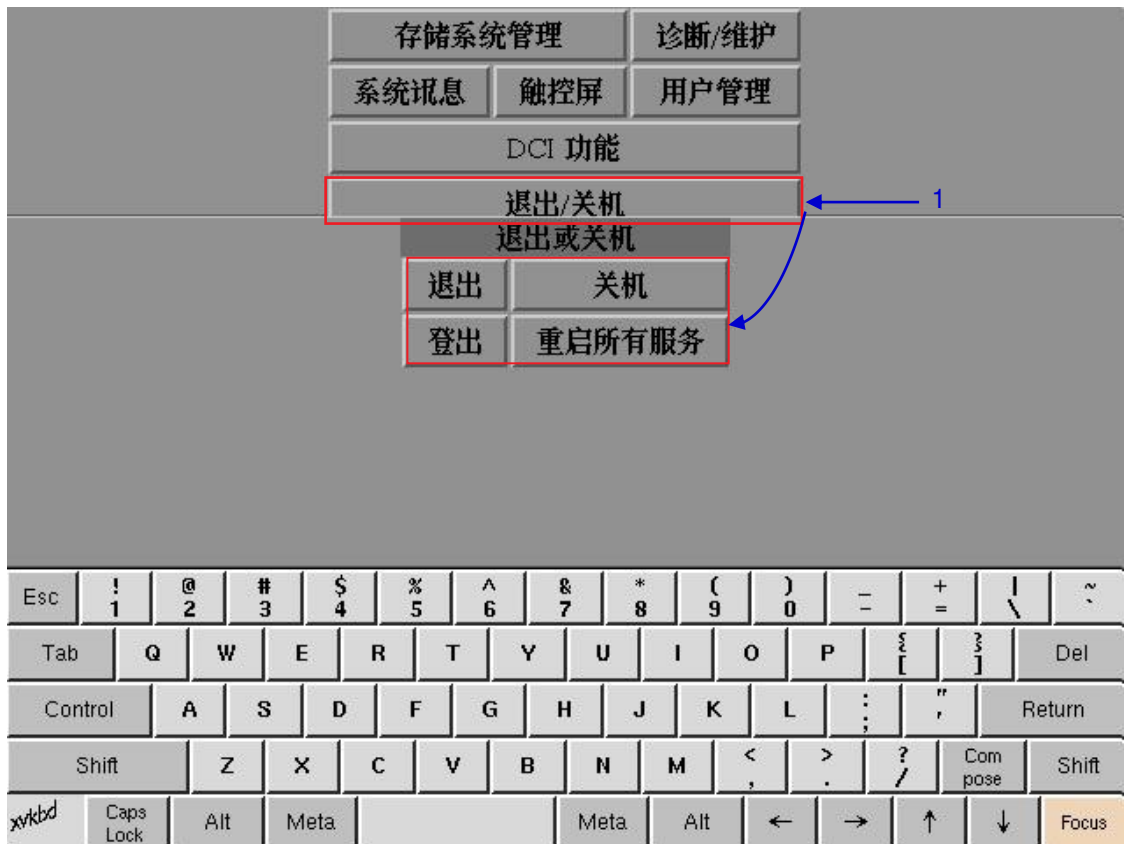 存储系统管理 诊断/维护
系统讯息 触控屏 用户管理
DCI 功能
退出/关机 1
退出或关机
退出 关机
登出 重启所有服务
Esc ! 1 @ 2 # 3 $ 4 % 5 ^ 6 & 7 * 8 ( 9 ) 0 _ - + = | \ ~ `
Tab Q W E R T Y U I O P { [ } ] Del
Control A S D F G H J K L : ; " ' Return
Shift Z X C V B N M < , > . ? / Com pose Shift
xvkbd Caps Lock Alt Meta Meta Alt ← → ↑ ↓ Focus